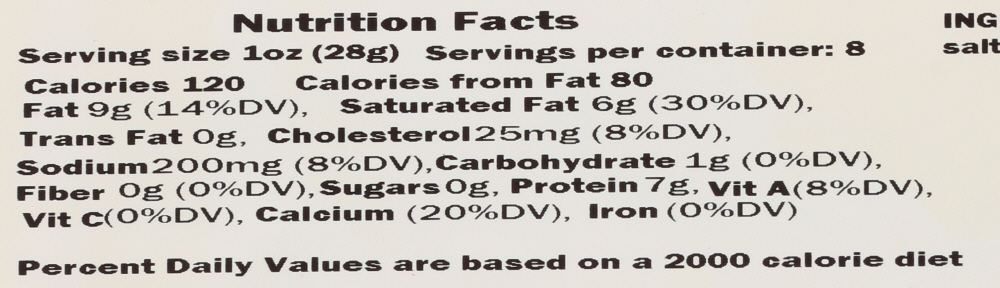 Nutrition Facts
Serving size 1oz (28g) Servings per container: 8
Calories 120 Calories from Fat 80
Fat 9g (14%DV), Saturated Fat 6g (30%DV),
Trans Fat 0g, Cholesterol 25mg (8%DV),
Sodium 200mg (8%DV), Carbohydrate 1g (0%DV),
Fiber 0g (0%DV), Sugars 0g, Protein 7g, Vit A (8%DV),
Vit C(0%DV), Calcium (20%DV), Iron (0%DV)
Percent Daily Values are based on a 2000 calorie diet
ING
salt